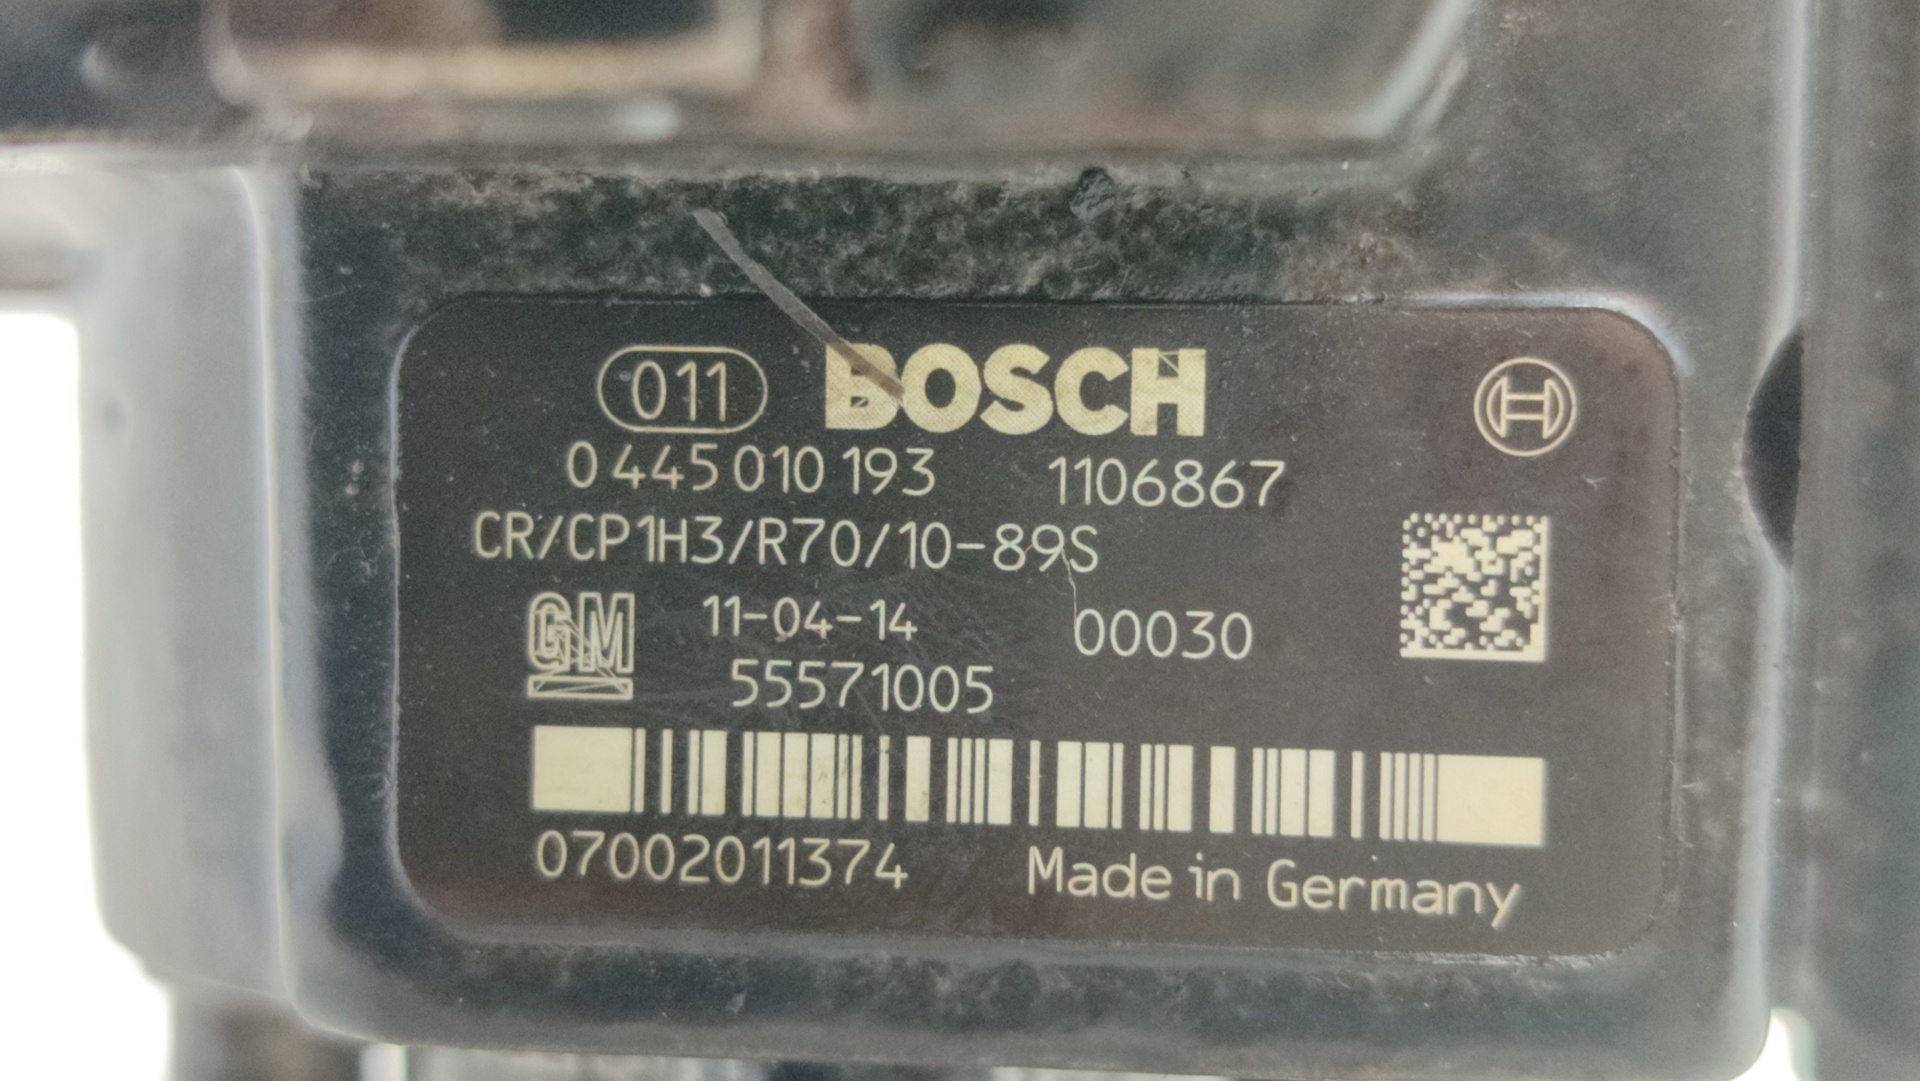 011 BOSCH
0 445 010 193 1106867
CR/CP1H3/R70/10-89S
GM 11-04-14 00030
55571005
07002011374 Made in Germany